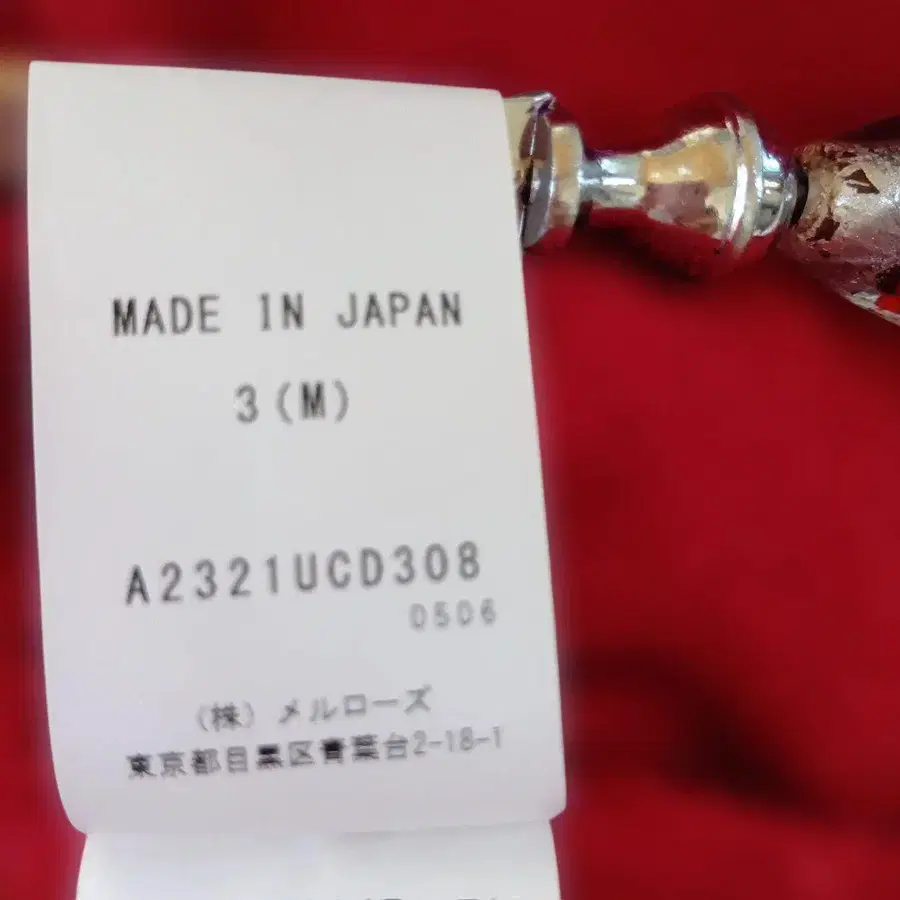 MADE IN JAPAN
3(M)
A2321UCD308
0506
(株)メルローズ
東京都目黒区青葉台2-18-1